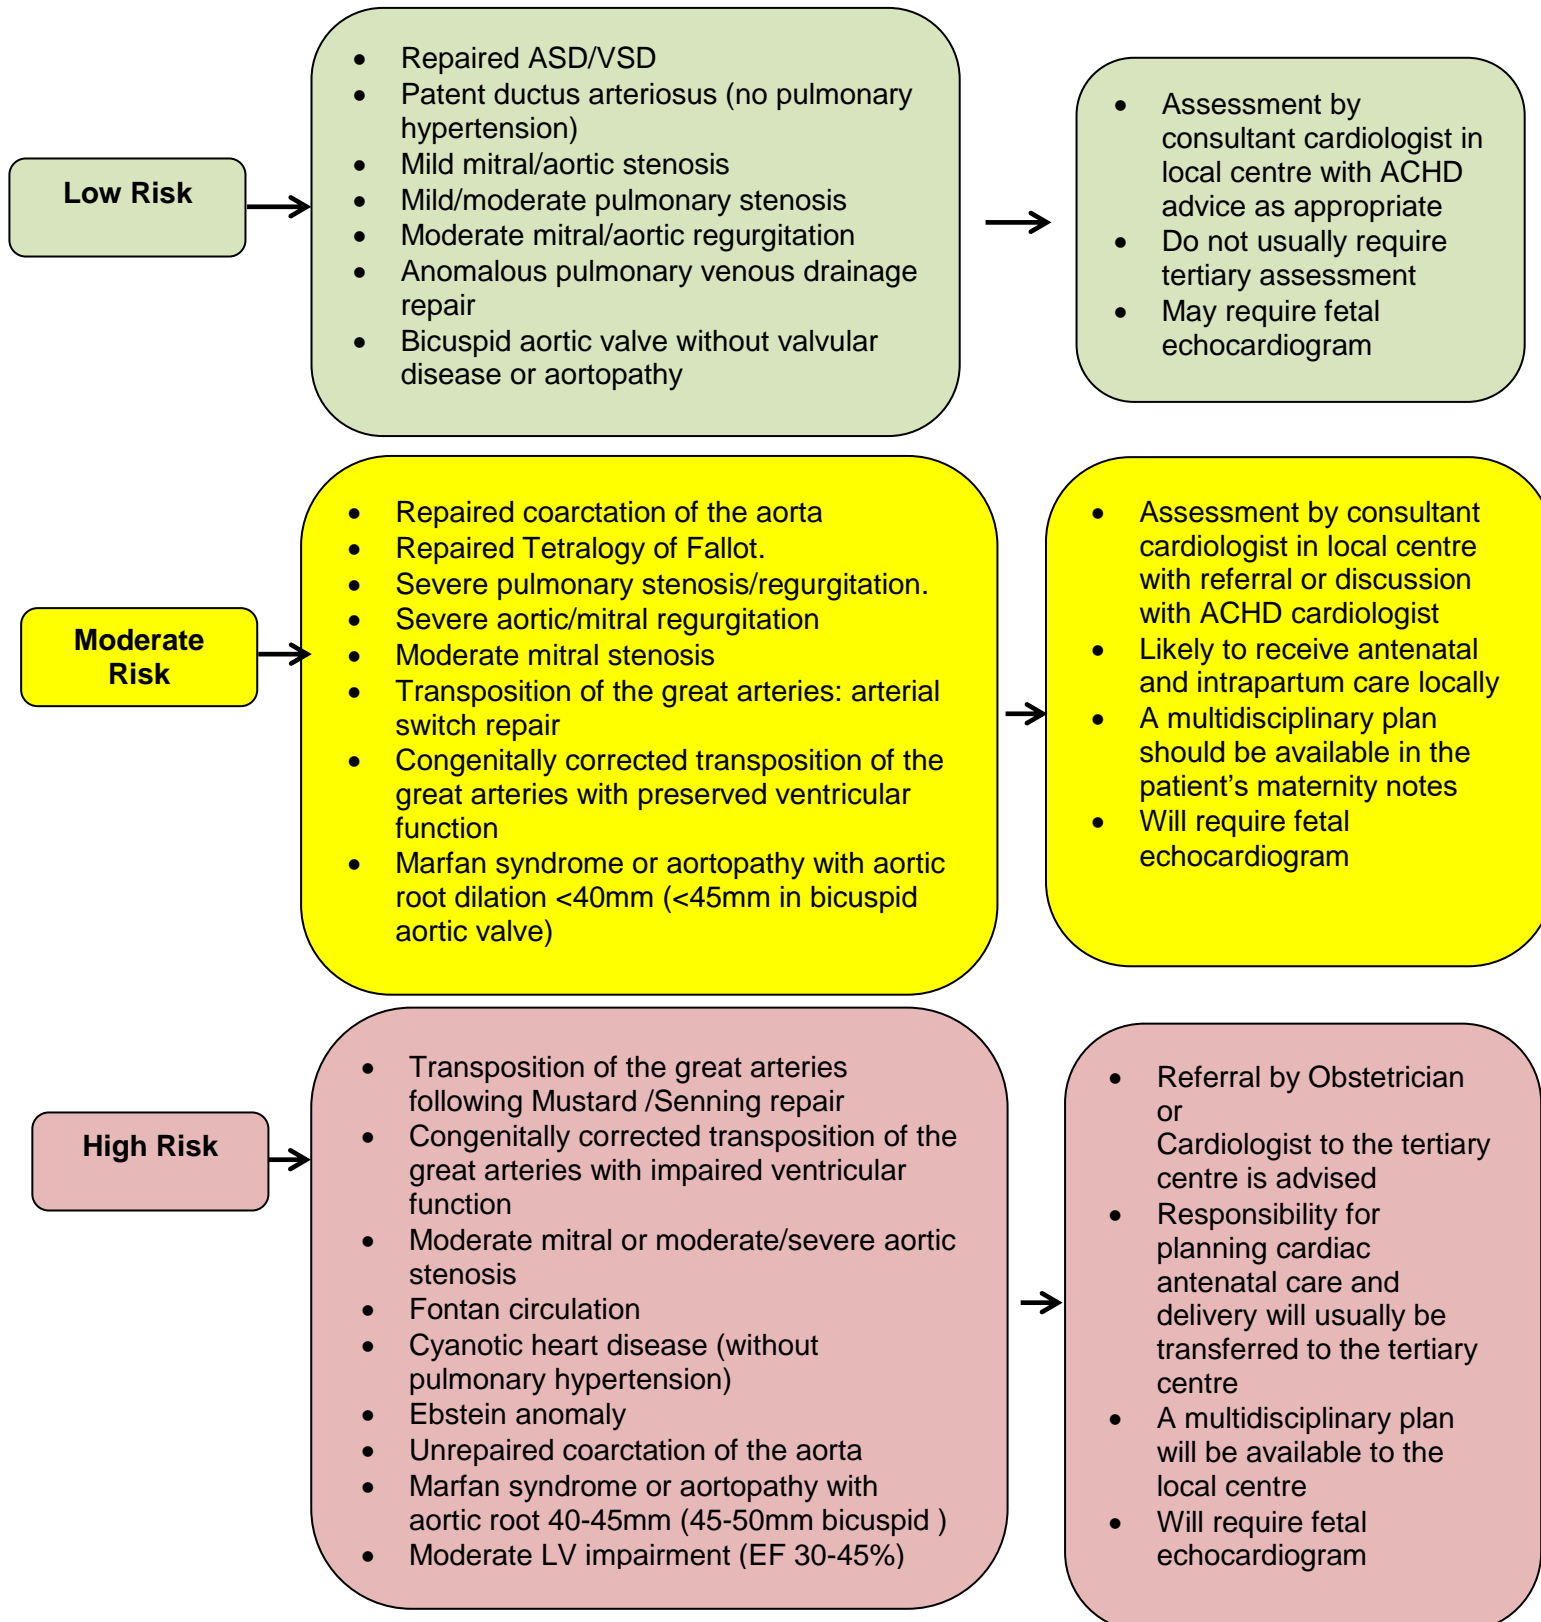 Low Risk
• Repaired ASD/VSD
• Patent ductus arteriosus (no pulmonary
hypertension)
• Mild mitral/aortic stenosis
• Mild/moderate pulmonary stenosis
• Moderate mitral/aortic regurgitation
• Anomalous pulmonary venous drainage
repair
• Bicuspid aortic valve without valvular
disease or aortopathy
• Assessment by
consultant cardiologist in
local centre with ACHD
advice as appropriate
• Do not usually require
tertiary assessment
• May require fetal
echocardiogram
Moderate
Risk
• Repaired coarctation of the aorta
• Repaired Tetralogy of Fallot.
• Severe pulmonary stenosis/regurgitation.
• Severe aortic/mitral regurgitation
• Moderate mitral stenosis
• Transposition of the great arteries: arterial
switch repair
• Congenitally corrected transposition of the
great arteries with preserved ventricular
function
• Marfan syndrome or aortopathy with aortic
root dilation <40mm (<45mm in bicuspid
aortic valve)
• Assessment by consultant
cardiologist in local centre
with referral or discussion
with ACHD cardiologist
• Likely to receive antenatal
and intrapartum care locally
• A multidisciplinary plan
should be available in the
patient’s maternity notes
• Will require fetal
echocardiogram
High Risk
• Transposition of the great arteries
following Mustard /Senning repair
• Congenitally corrected transposition of the
great arteries with impaired ventricular
function
• Moderate mitral or moderate/severe aortic
stenosis
• Fontan circulation
• Cyanotic heart disease (without
pulmonary hypertension)
• Ebstein anomaly
• Unrepaired coarctation of the aorta
• Marfan syndrome or aortopathy with
aortic root 40-45mm (45-50mm bicuspid )
• Moderate LV impairment (EF 30-45%)
• Referral by Obstetrician
or
Cardiologist to the tertiary
centre is advised
• Responsibility for
planning cardiac
antenatal care and
delivery will usually be
transferred to the tertiary
centre
• A multidisciplinary plan
will be available to the
local centre
• Will require fetal
echocardiogram